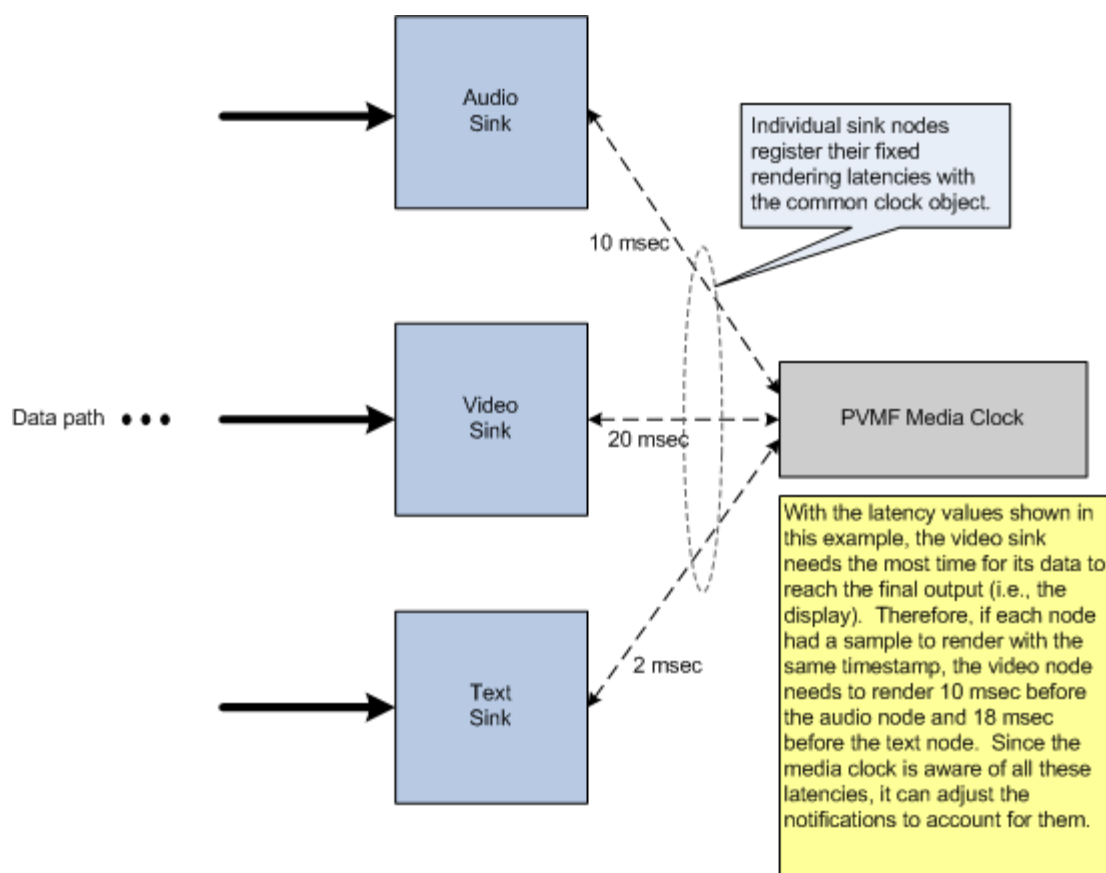 Audio
Sink
Individual sink nodes
register their fixed
rendering latencies with
the common clock object.
10 msec
Data path •••
Video
Sink
20 msec
PVMF Media Clock
With the latency values shown in
this example, the video sink
needs the most time for its data to
reach the final output (i.e., the
display). Therefore, if each node
had a sample to render with the
same timestamp, the video node
needs to render 10 msec before
the audio node and 18 msec
before the text node. Since the
media clock is aware of all these
latencies, it can adjust the
notifications to account for them.
2 msec
Text
Sink